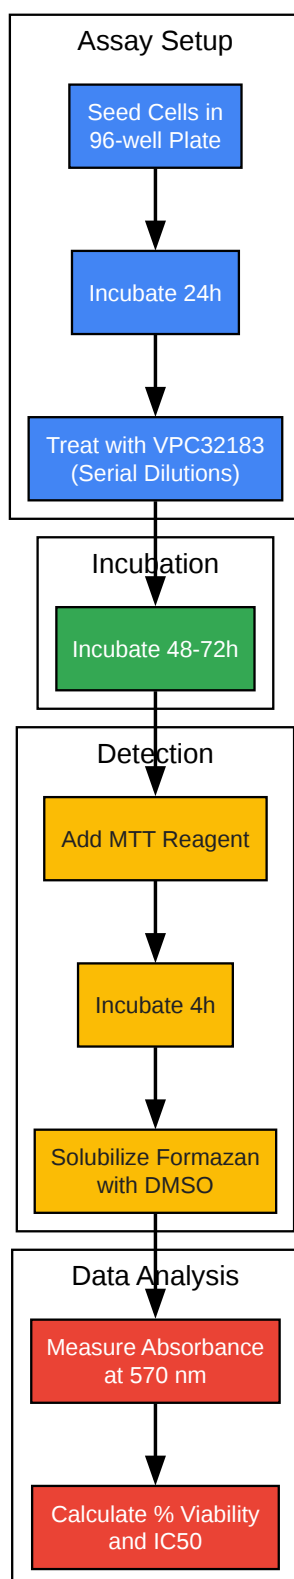 Assay Setup
Seed Cells in
96-well Plate
Incubate 24h
Treat with VPC32183
(Serial Dilutions)
Incubation
Incubate 48-72h
Detection
Add MTT Reagent
Incubate 4h
Solubilize Formazan
with DMSO
Data Analysis
Measure Absorbance
at 570 nm
Calculate % Viability
and IC50